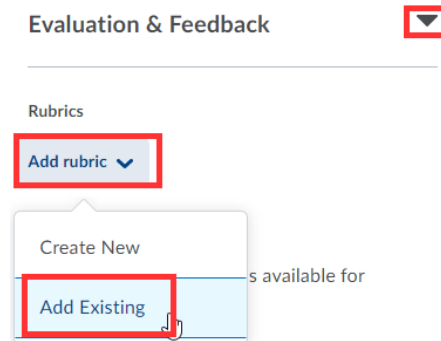 Evaluation & Feedback
Rubrics
Add rubric
Create New
s available for
Add Existing